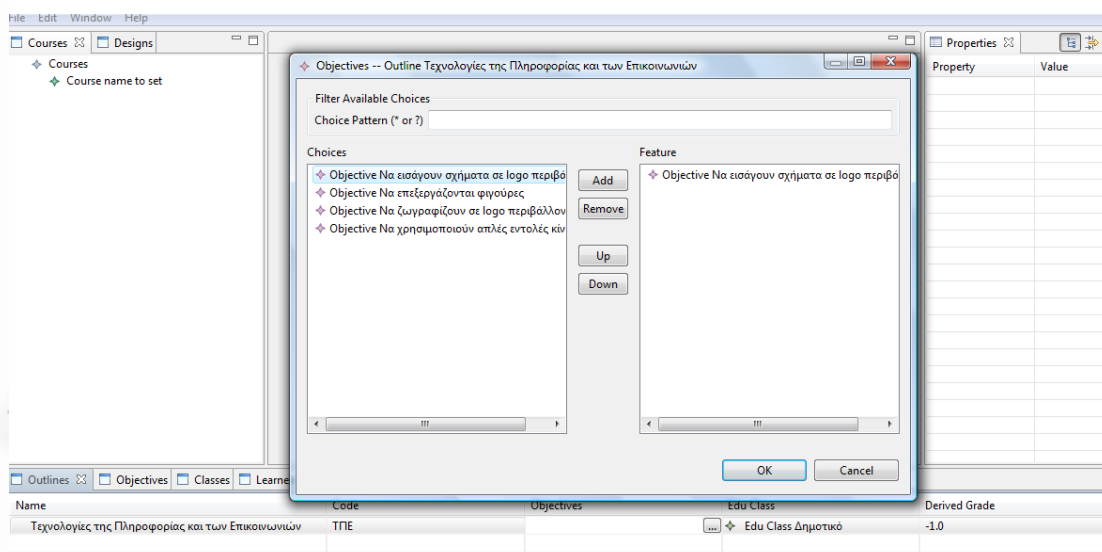 File Edit Window Help
Courses Designs
Courses
Course name to set
Objectives -- Outline Τεχνολογίες της Πληροφορίας και των Επικοινωνιών
Filter Available Choices
Choice Pattern (* or ?)
Choices
Objective Να εισάγουν σχήματα σε logo περιβά
Objective Να επεξεργάζονται φιγούρες
Objective Να ζωγραφίζουν σε logo περιβάλλον
Objective Να χρησιμοποιούν απλές εντολές κίν
Add
Remove
Up
Down
Feature
Objective Να εισάγουν σχήματα σε logo περιβά
OK Cancel
Properties
Property Value
Outlines Objectives Classes Learne
Name Code Objectives Edu Class Derived Grade
Τεχνολογίες της Πληροφορίας και των Επικοινωνιών ΤΠΕ ... Edu Class Δημοτικό -1.0